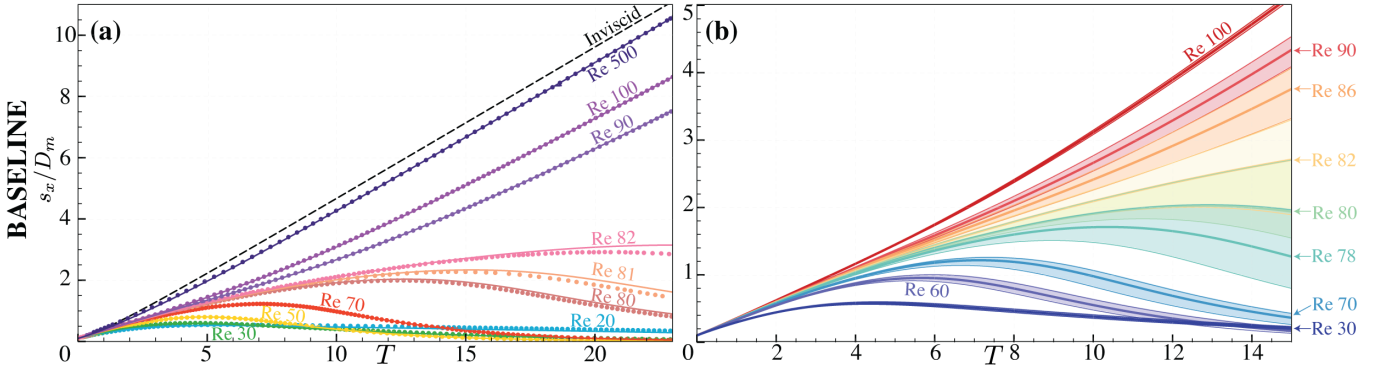 BASELINE
s_x/D_m
(a)
10
8
6
4
2
0
5
10
15
20
T
Inviscid
Re 500
Re 100
Re 90
Re 82
Re 81
Re 80
Re 70
Re 50
Re 30
Re 20
(b)
5
4
3
2
1
0
2
4
6
8
10
12
14
T
Re 100
Re 60
Re 90
Re 86
Re 82
Re 80
Re 78
Re 70
Re 30